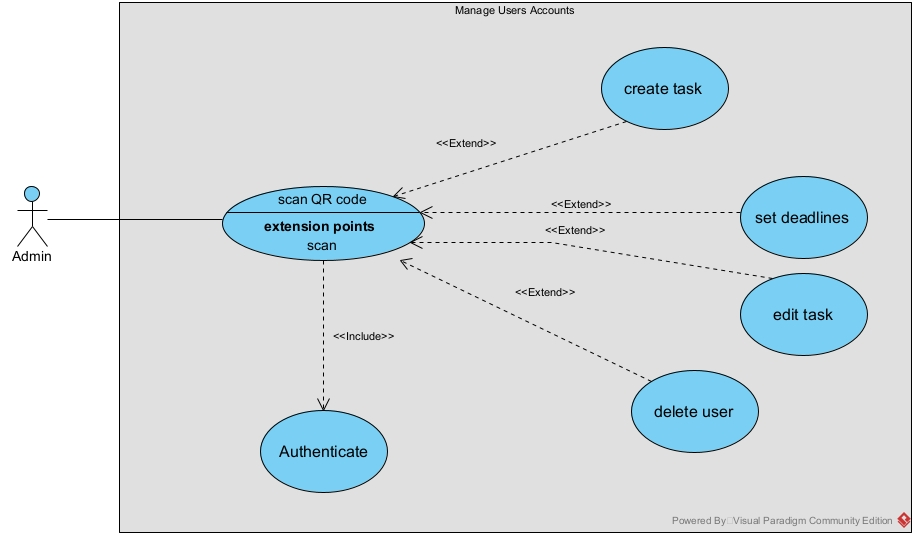 Manage Users Accounts
create task
<<Extend>>
scan QR code
extension points
scan
<<Extend>>
set deadlines
<<Extend>>
Admin
<<Extend>>
edit task
<<Include>>
delete user
Authenticate
Powered By Visual Paradigm Community Edition